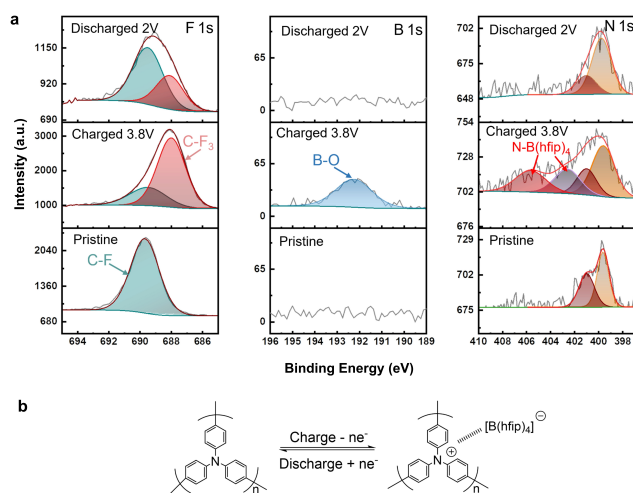 a
Discharged 2V F 1s
1150
920
690
Charged 3.8V
3000
C-F3
2000
1000
Pristine
2040
C-F
1360
680
694 692 690 688 686
Discharged 2V B 1s
65
0
Charged 3.8V
65
B-O
0
Pristine
65
0
196 195 194 193 192 191 190 189
Discharged 2V N 1s
702
675
648
754
Charged 3.8V
N-B(hfip)4
728
702
676
Pristine
729
702
675
410 408 406 404 402 400 398
Intensity (a.u.)
Binding Energy (eV)
b
N
n
Charge - ne-
Discharge + ne-
N
+
n
[B(hfip)4]
−